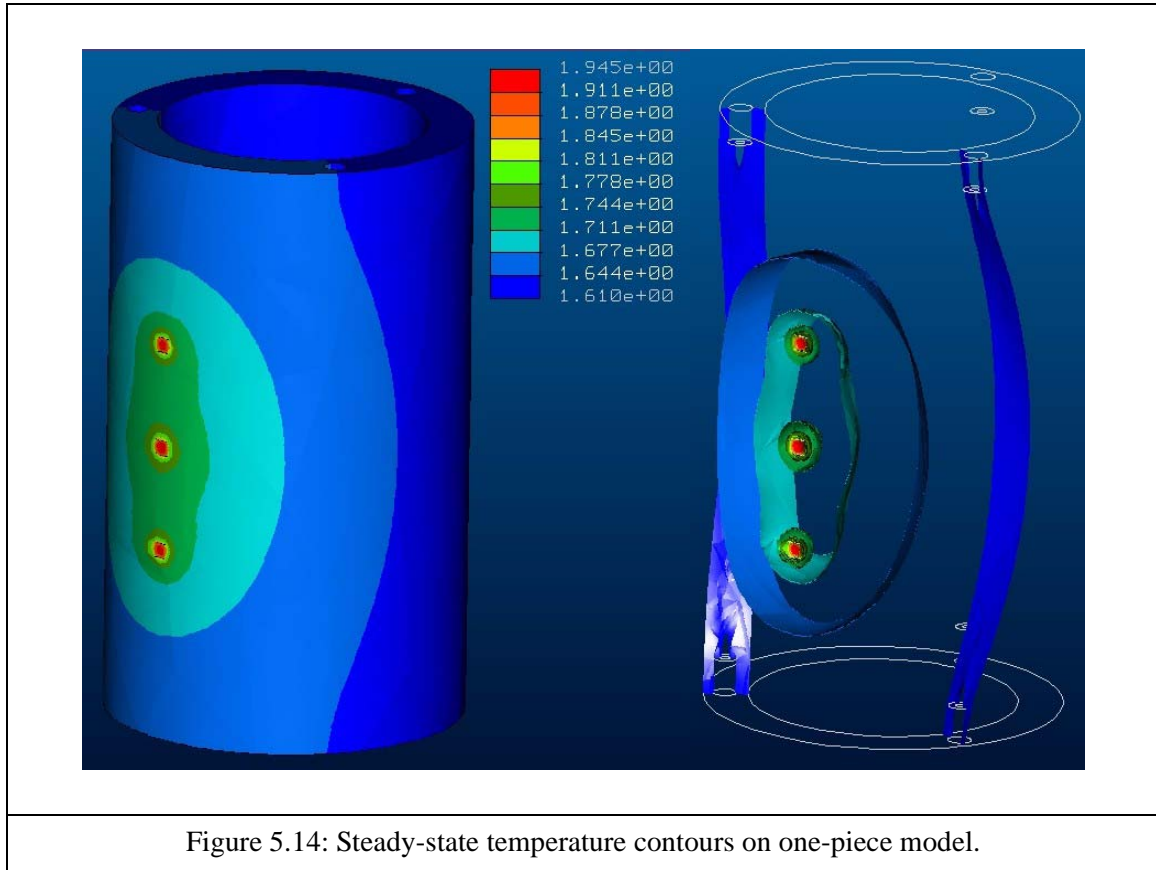 1.945e+00
1.911e+00
1.878e+00
1.845e+00
1.811e+00
1.778e+00
1.744e+00
1.711e+00
1.677e+00
1.644e+00
1.610e+00
Figure 5.14: Steady-state temperature contours on one-piece model.